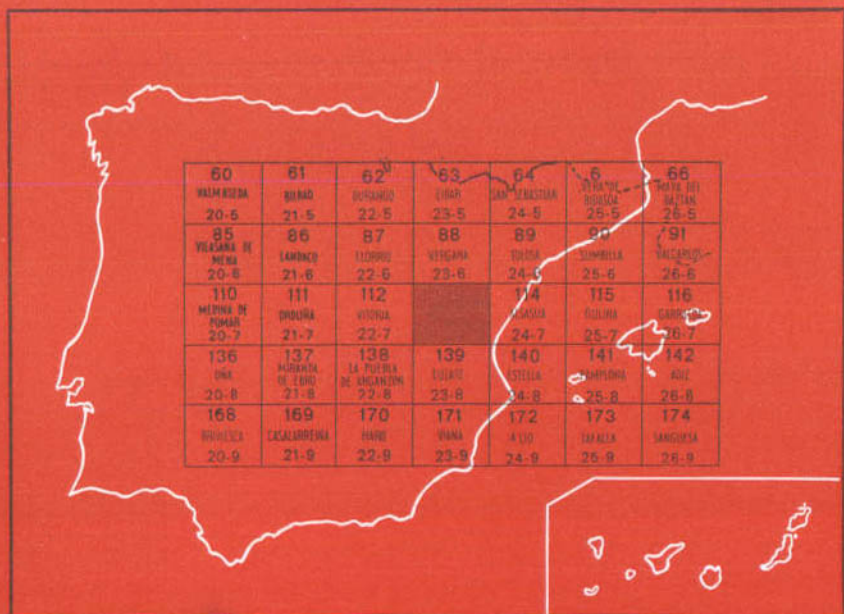 60 61 62 63 64 6 66
VALMASEDA BILBAO DURANGO EIBAR SAN SEBASTIAN VERA DE BIDASOA MAYA DEL BAZTAN
20-5 21-5 22-5 23-5 24-5 25-5 26-5
85 86 87 88 89 90 91
VILLASANA DE MENA LANDACO ELORRIO VERGARA TOLOSA SUMBILLA VALCARLOS
20-6 21-6 22-6 23-6 24-6 25-6 26-6
110 111 112 114 115 116
MEDINA DE POMAR ORDUÑA VITORIA ALSASUA GULINA
20-7 21-7 22-7 24-7 25-7 26-7
136 137 138 139 140 141 142
OÑA MIRANDA DE EBRO LA PUEBLA DE ARGANZON EULATE ESTELLA PAMPLONA AOIZ
20-8 21-8 22-8 23-8 24-8 25-8 26-8
168 169 170 171 172 173 174
BRIVIESCA CASALARREINA HARO VIANA TAFALLA SANGUESA
20-9 21-9 22-9 23-9 24-9 25-9 26-9